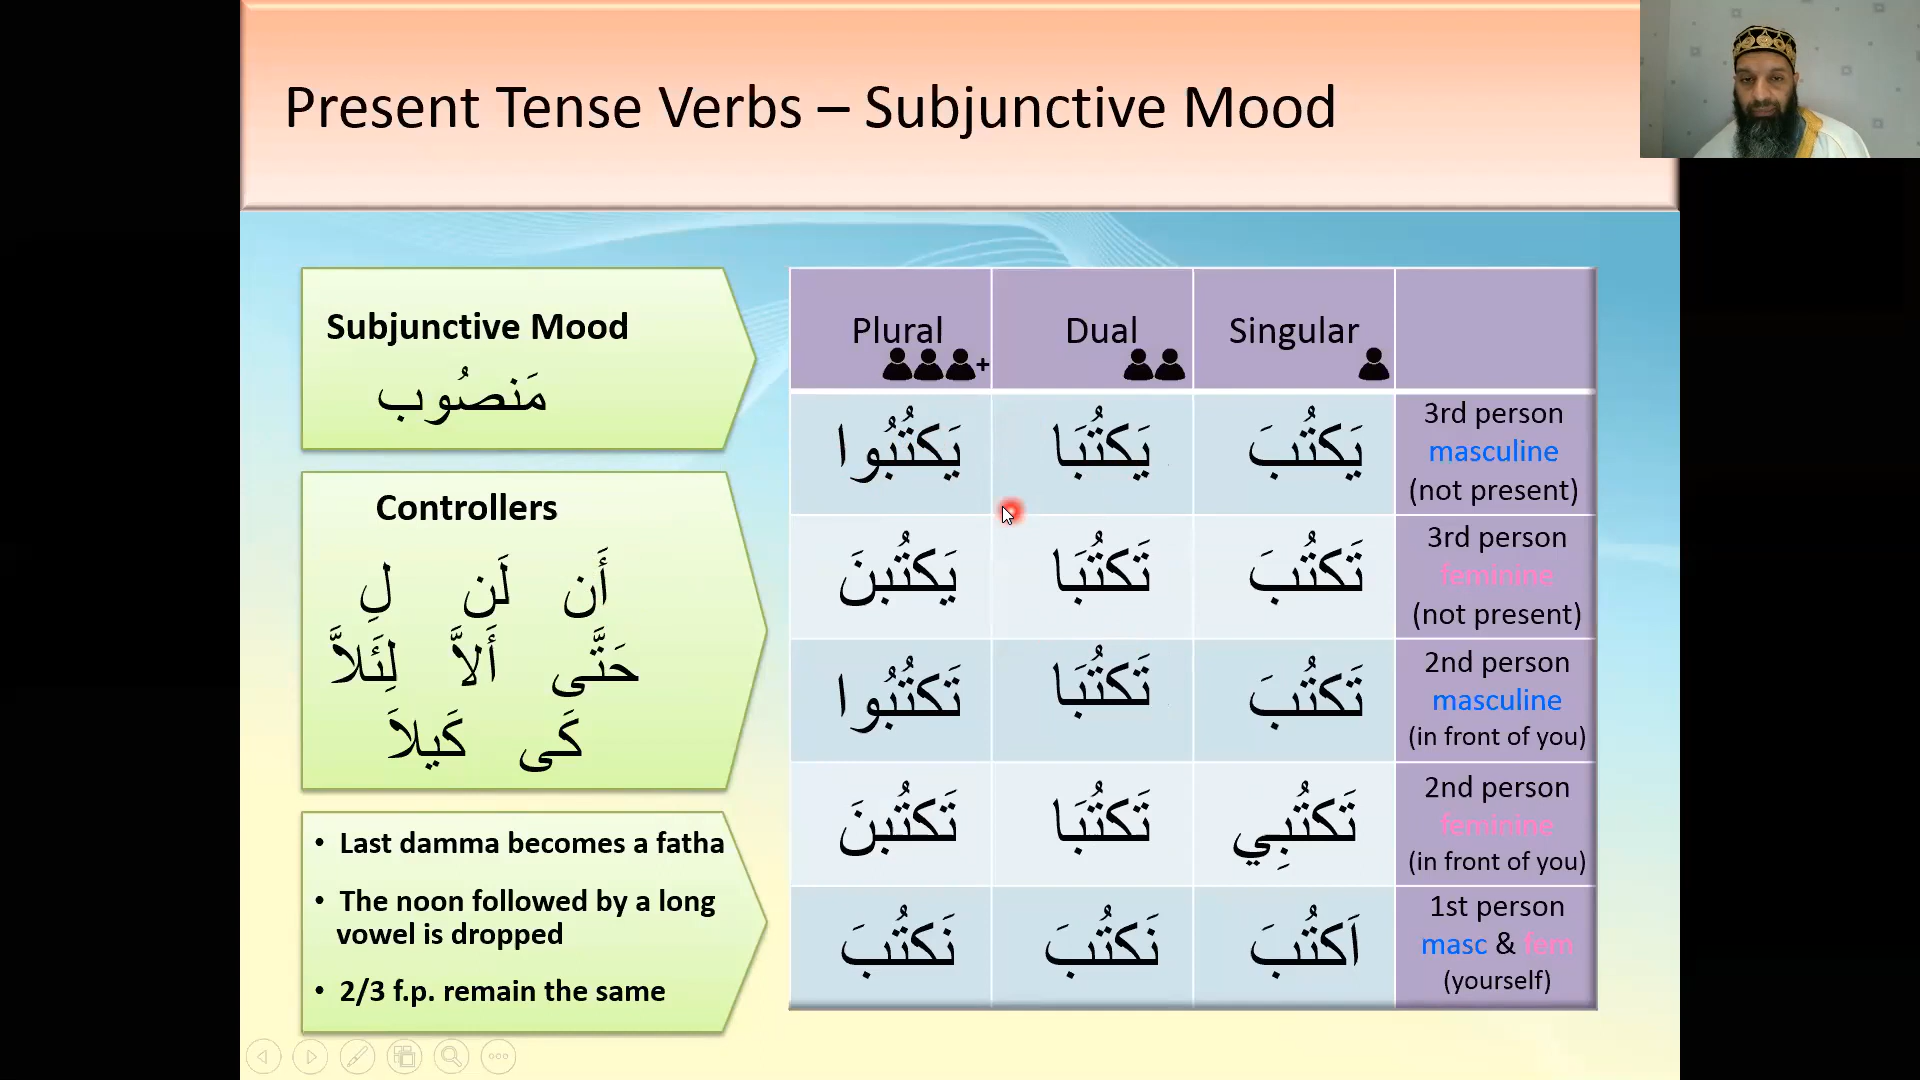 Present Tense Verbs – Subjunctive Mood
Subjunctive Mood
مَنصُوب
Controllers
أَن لَن لِ
حَتَّى أَلاَّ لِئَلاَّ
كَى كَيلاَ
• Last damma becomes a fatha
• The noon followed by a long
vowel is dropped
• 2/3 f.p. remain the same
Plural Dual Singular
+
يَكتُبُوا يَكتُبَا يَكتُبَ
3rd person
masculine
(not present)
يَكتُبنَ تَكتُبَا تَكتُبَ
3rd person
feminine
(not present)
تَكتُبُوا تَكتُبَا تَكتُبَ
2nd person
masculine
(in front of you)
تَكتُبنَ تَكتُبَا تَكتُبِي
2nd person
feminine
(in front of you)
نَكتُبَ نَكتُبَ اَكتُبَ
1st person
masc & fem
(yourself)